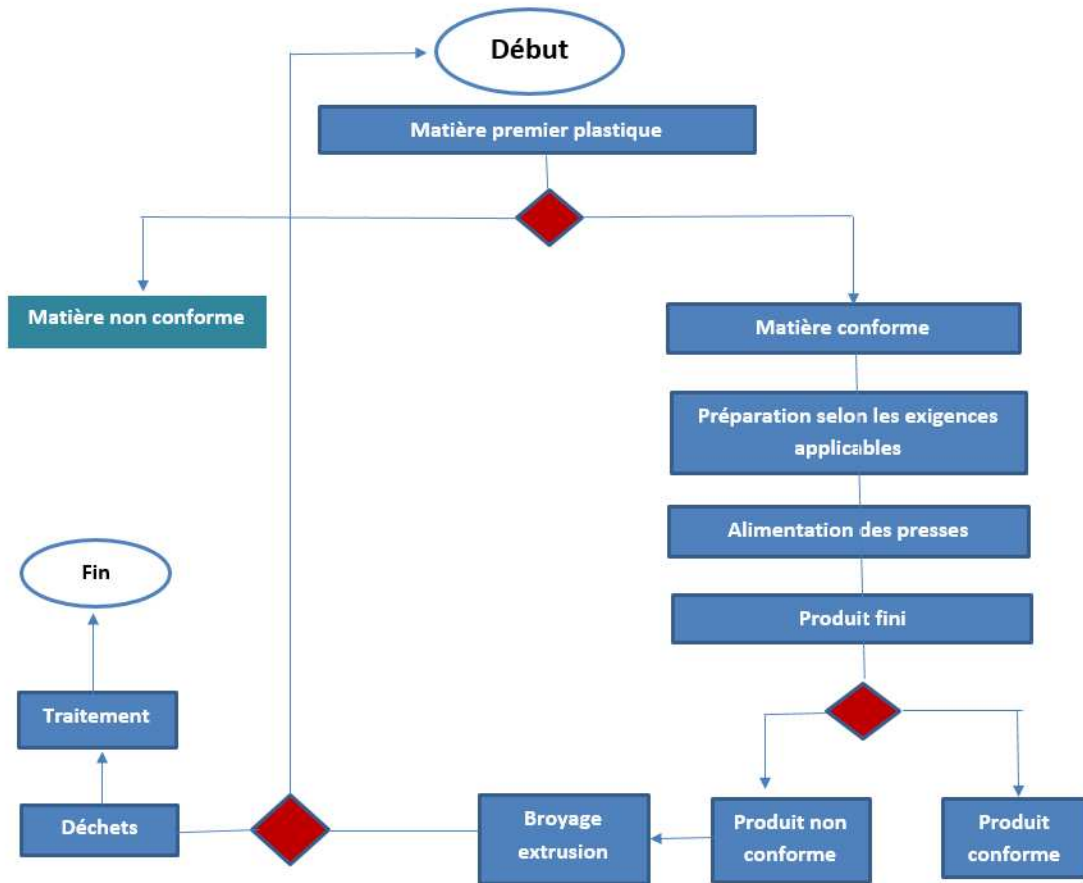 Début
Matière premier plastique
Matière non conforme
Matière conforme
Préparation selon les exigences
applicables
Alimentation des presses
Fin
Produit fini
Traitement
Déchets
Broyage
extrusion
Produit non
conforme
Produit
conforme